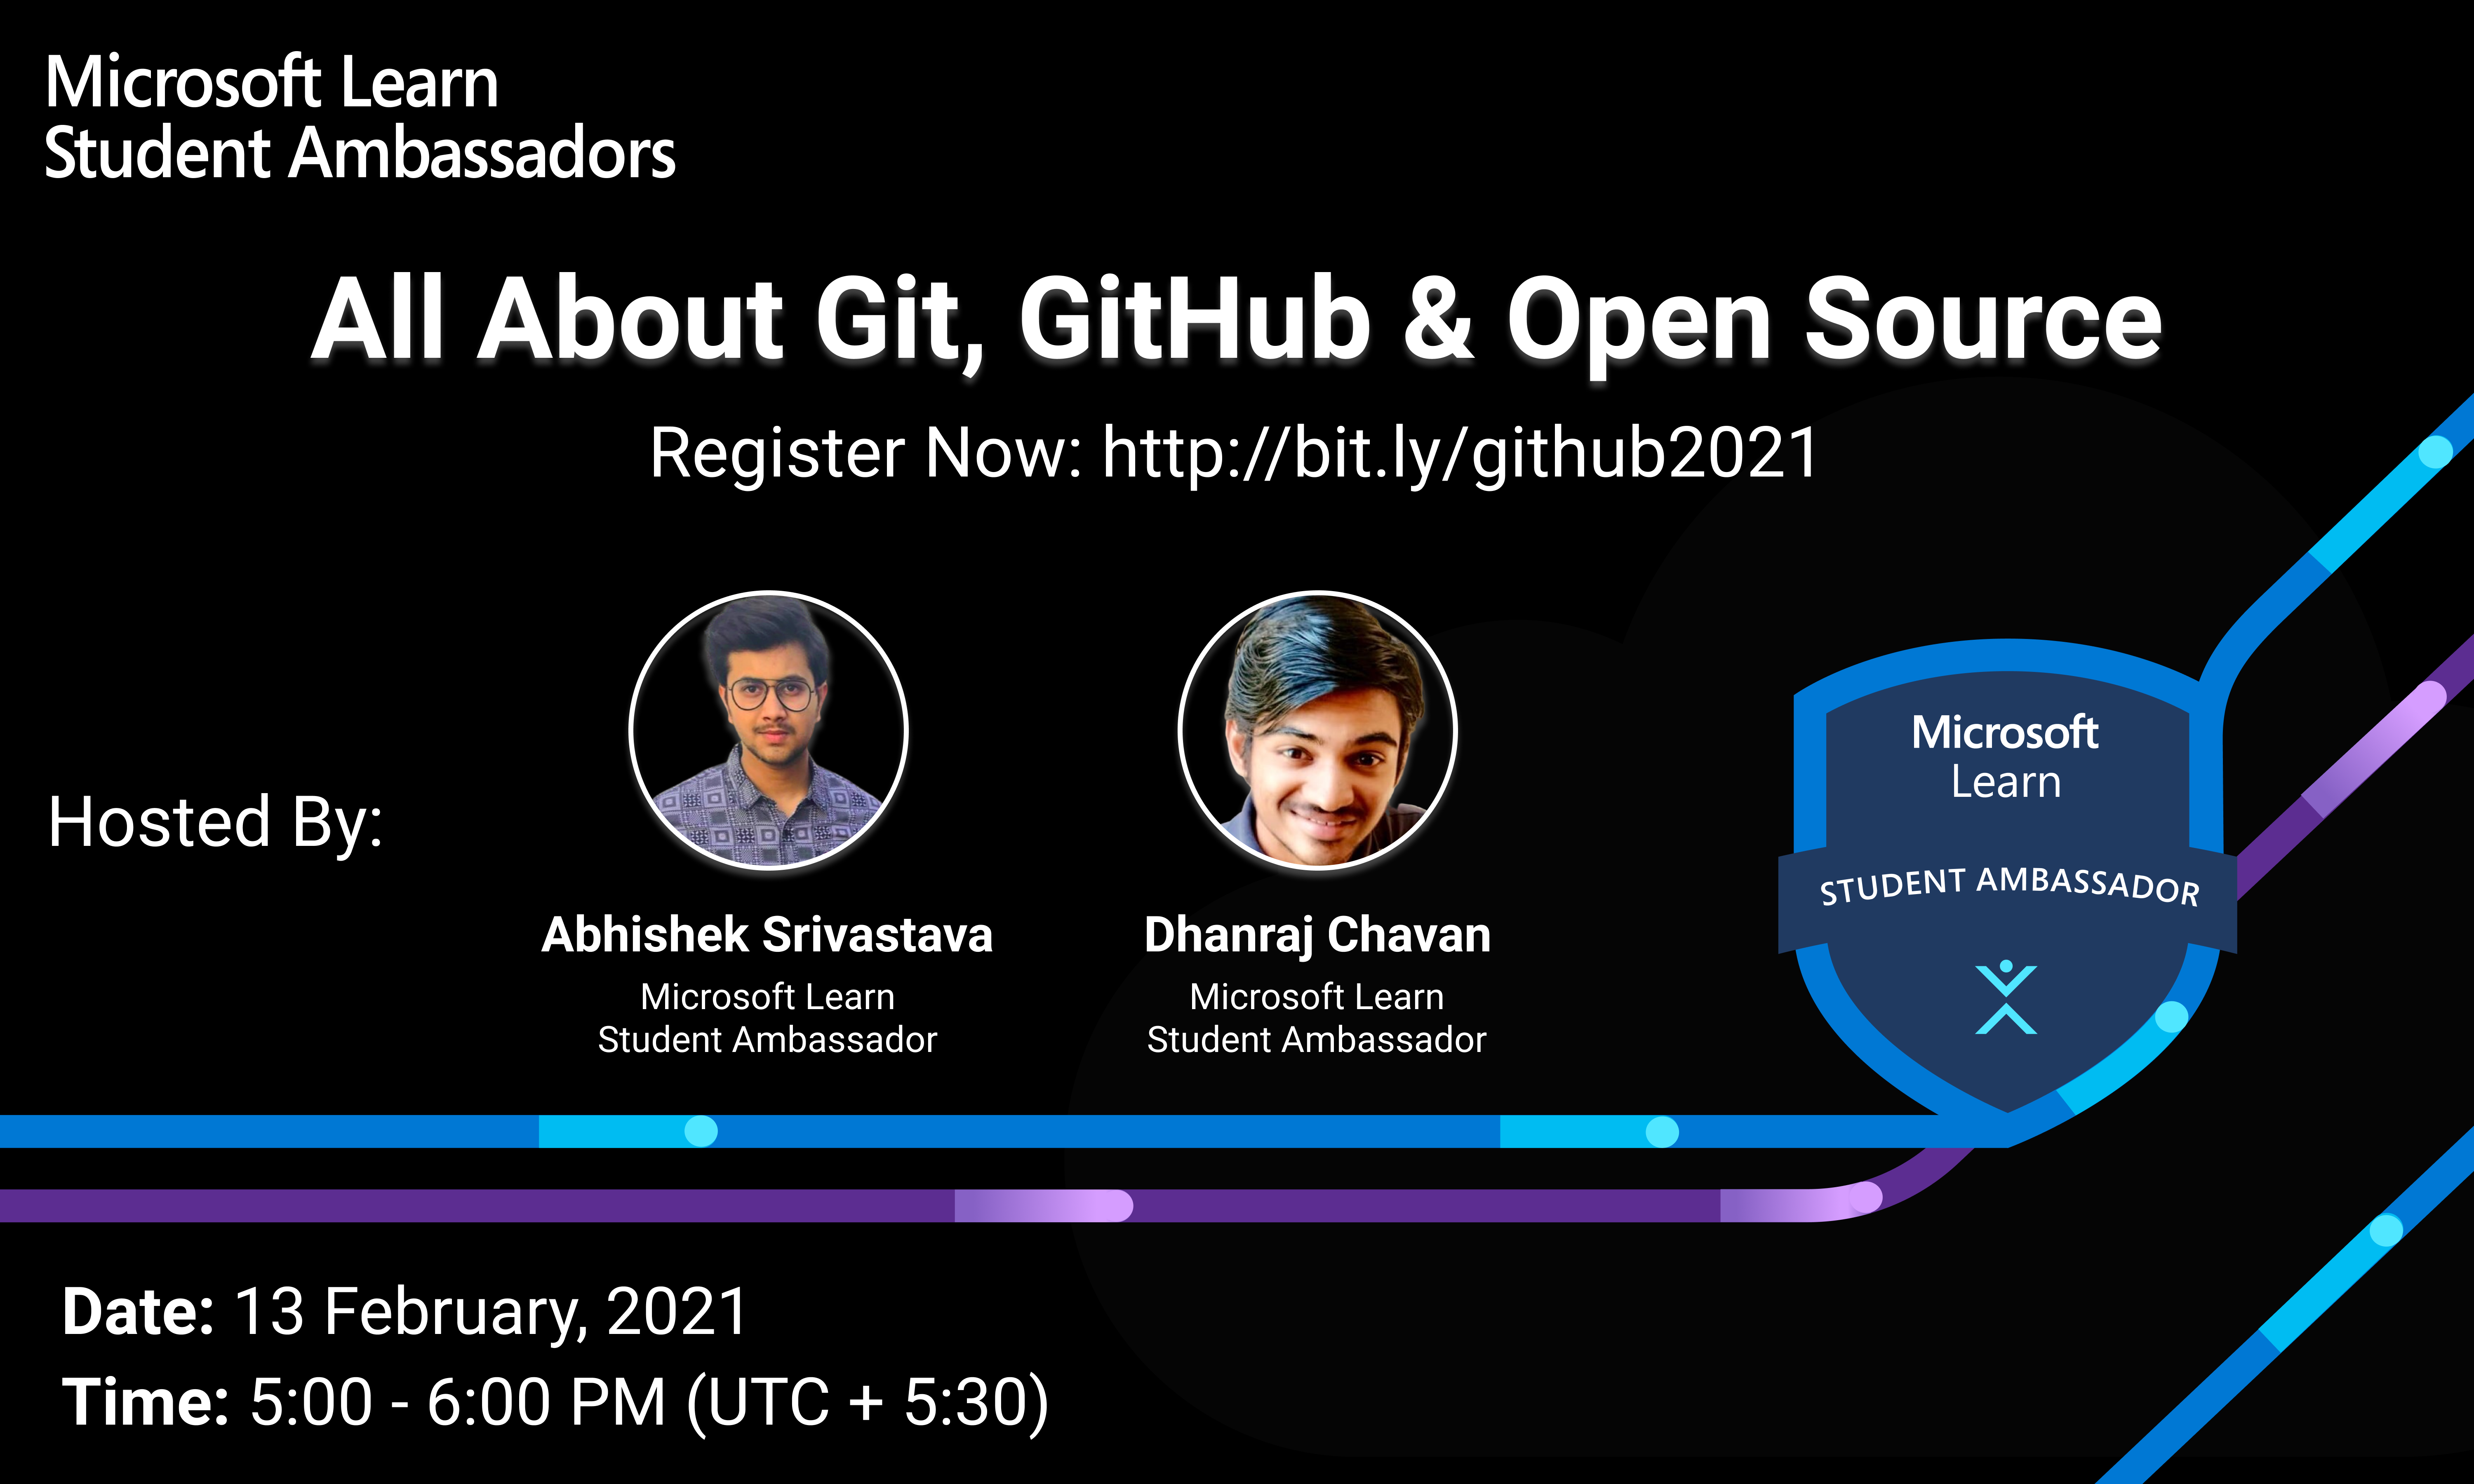 Microsoft Learn
Student Ambassadors
All About Git, GitHub & Open Source
Register Now: http://bit.ly/github2021
Hosted By:
Abhishek Srivastava
Microsoft Learn
Student Ambassador
Dhanraj Chavan
Microsoft Learn
Student Ambassador
Microsoft
Learn
STUDENT AMBASSADOR
Date: 13 February, 2021
Time: 5:00 - 6:00 PM (UTC + 5:30)